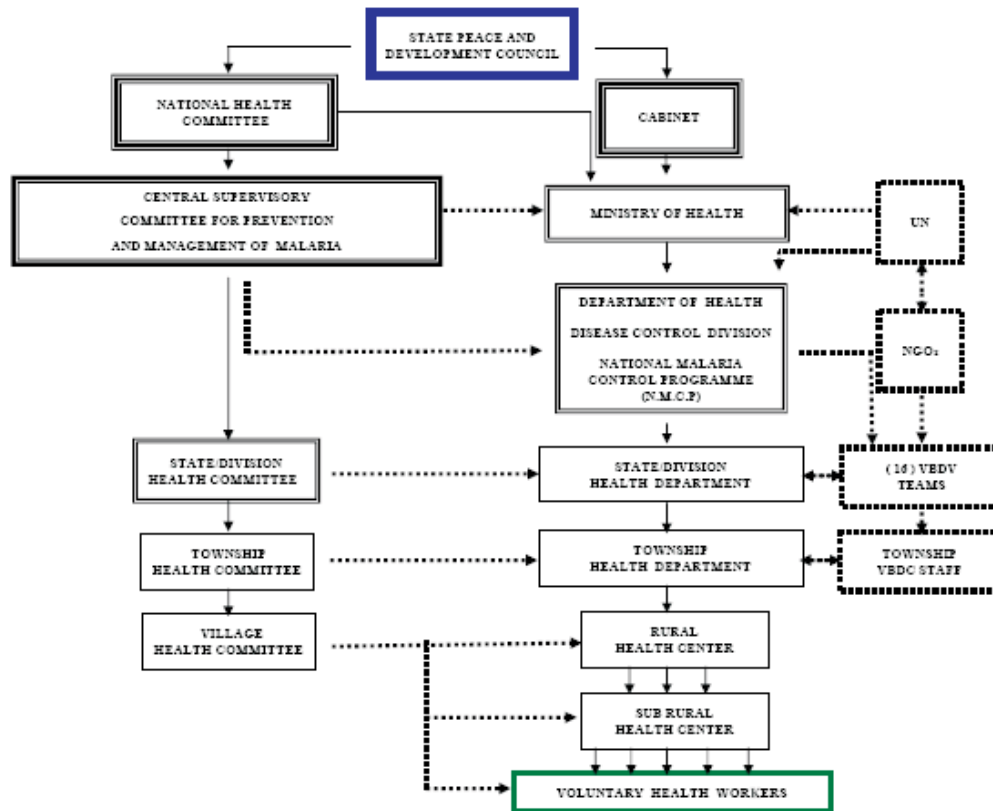 STATE PEACE AND
DEVELOPMENT COUNCIL
NATIONAL HEALTH
COMMITTEE
CABINET
CENTRAL SUPERVISORY
COMMITTEE FOR PREVENTION
AND MANAGEMENT OF MALARIA
MINISTRY OF HEALTH
UN
DEPARTMENT OF HEALTH
DISEASE CONTROL DIVISION
NATIONAL MALARIA
CONTROL PROGRAMME
(N.M.C.P)
NGOs
STATE/DIVISION
HEALTH COMMITTEE
STATE/DIVISION
HEALTH DEPARTMENT
(16) VBDV
TEAMS
TOWNSHIP
HEALTH COMMITTEE
TOWNSHIP
HEALTH DEPARTMENT
TOWNSHIP
VBDC STAFF
VILLAGE
HEALTH COMMITTEE
RURAL
HEALTH CENTER
SUB RURAL
HEALTH CENTER
VOLUNTARY HEALTH WORKERS